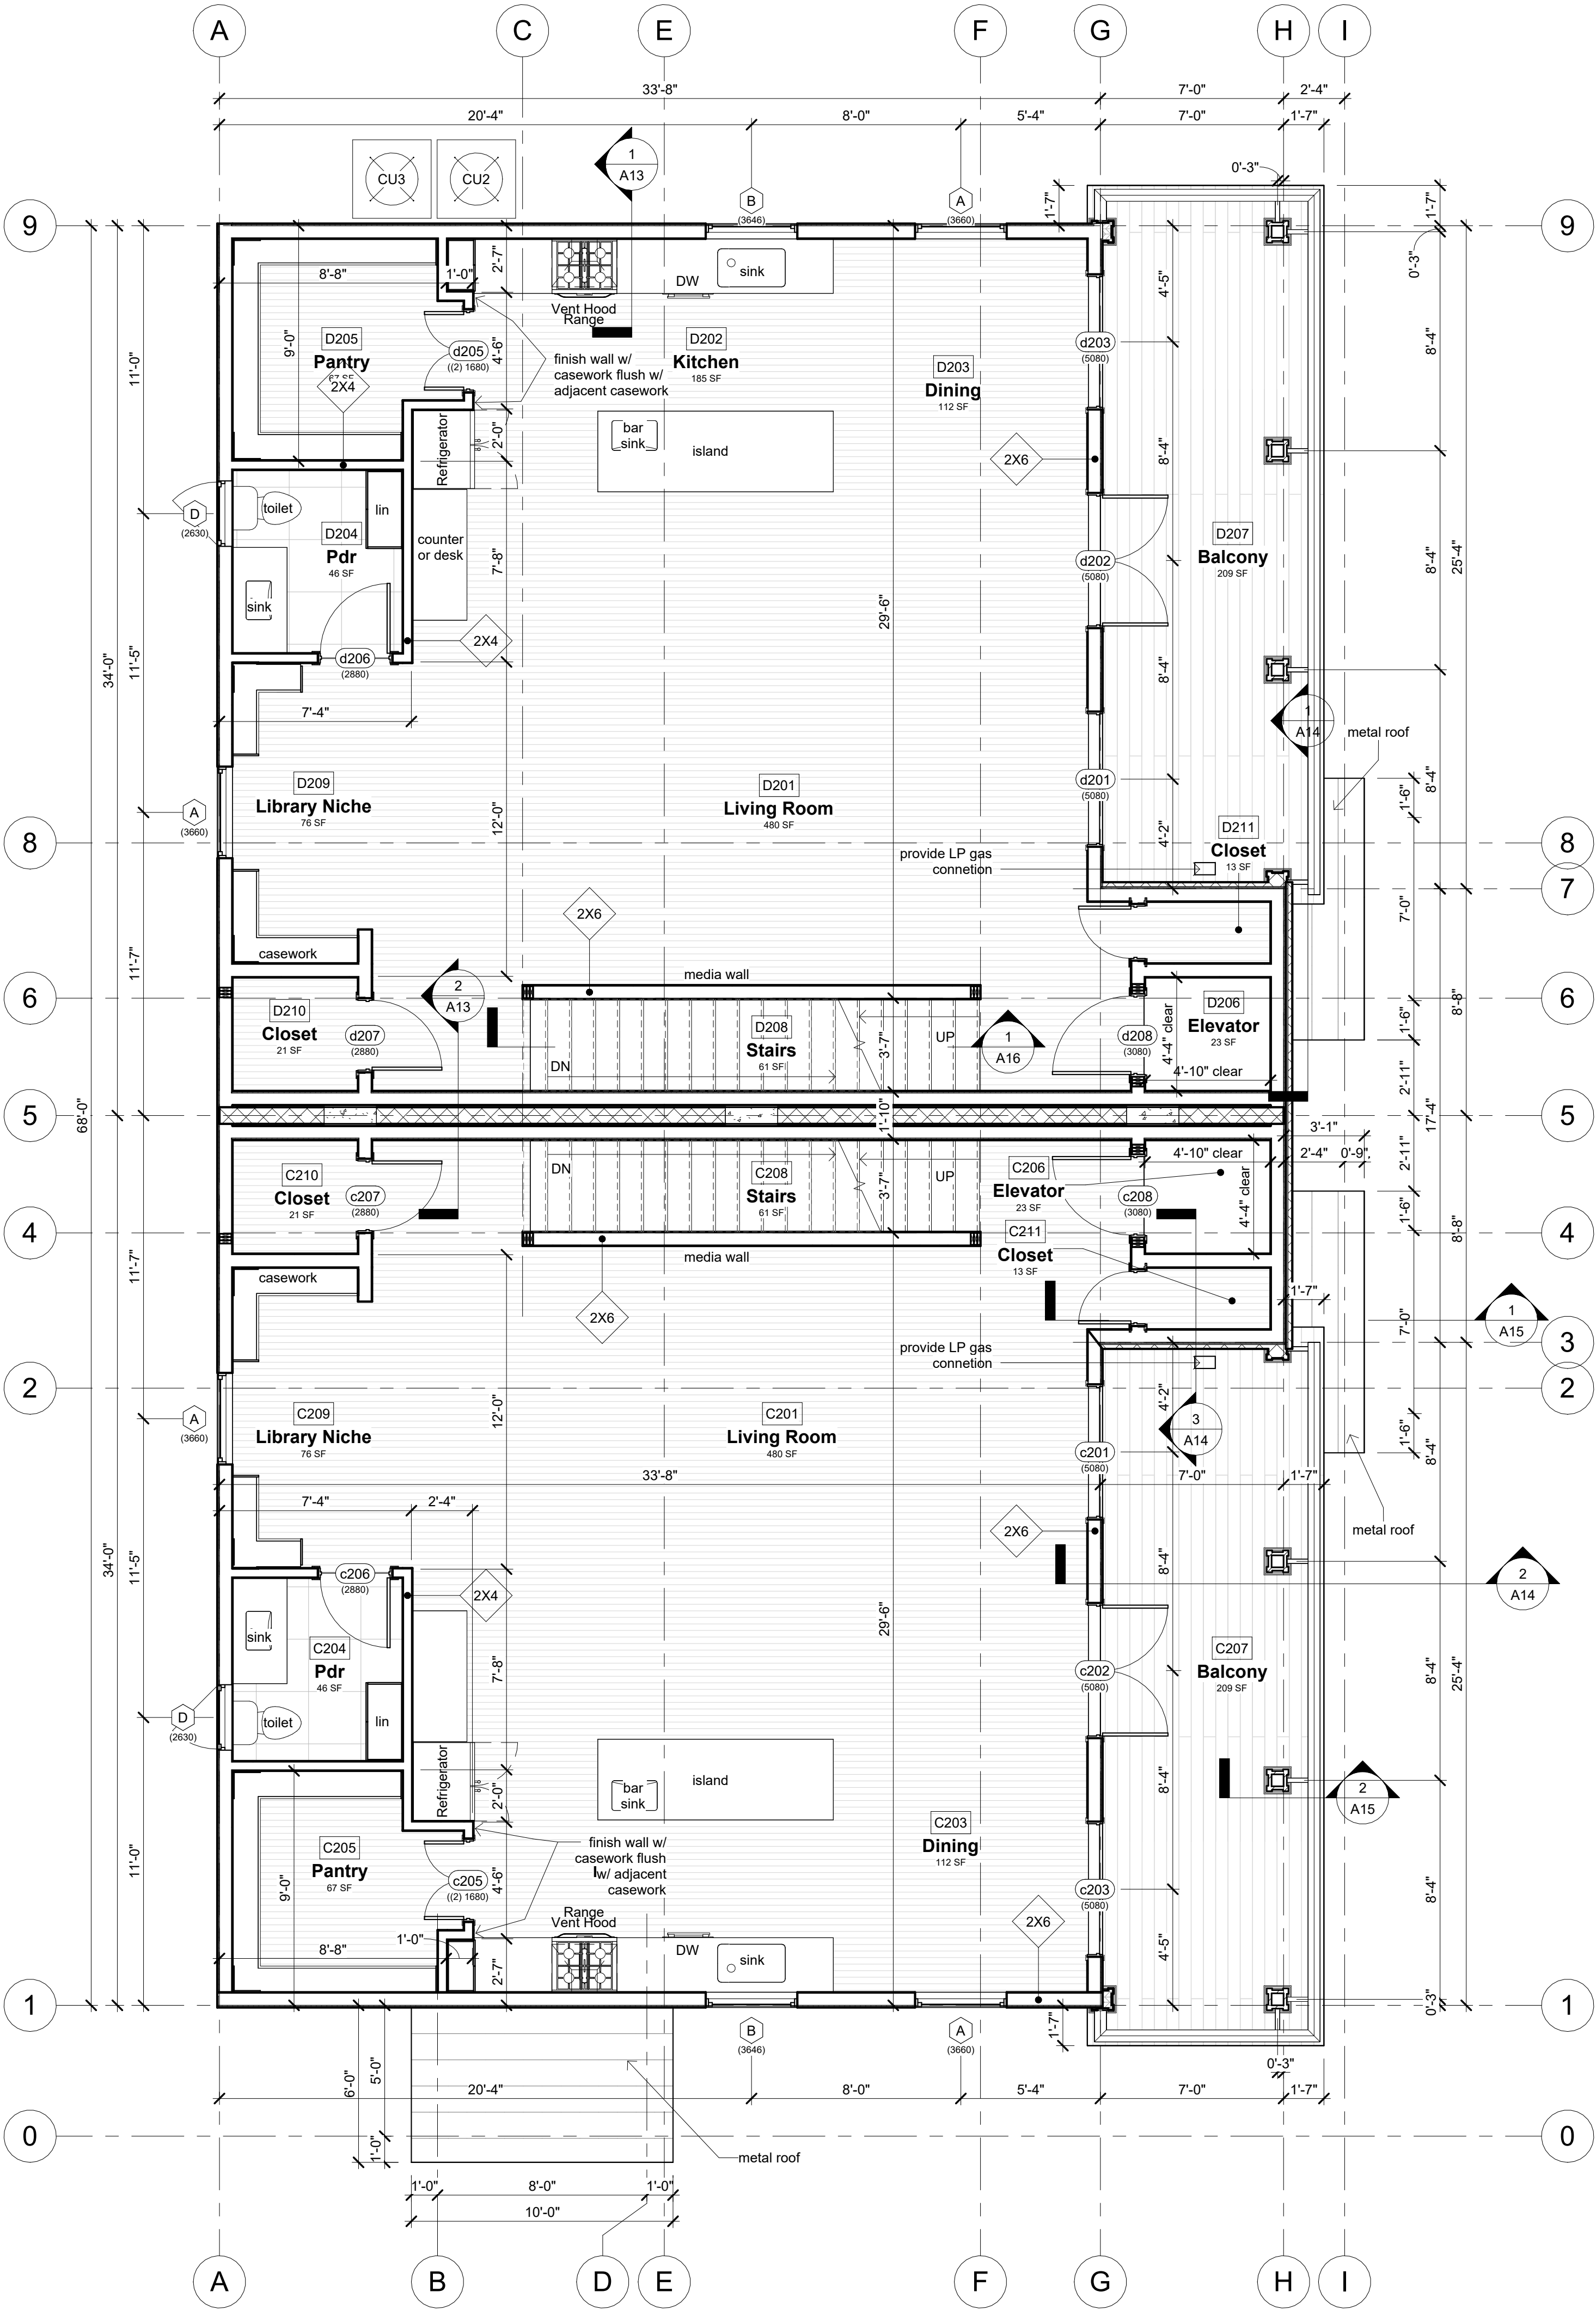 A
C
E
F
G
H
I
33'-8"
7'-0"
2'-4"
20'-4"
8'-0"
5'-4"
7'-0"
1'-7"
CU3
CU2
1
A13
B
(3646)
A
(3660)
0'-3"
1'-7"
1'-7"
9
9
0'-3"
8'-8"
1'-0"
2'-7"
DW
sink
Vent Hood
Range
4'-5"
D205
Pantry
67 SF
2X4
9'-0"
d205
((2) 1680)
4'-6"
finish wall w/
casework flush w/
adjacent casework
D202
Kitchen
185 SF
D203
Dining
112 SF
d203
(5080)
8'-4"
11'-0"
Refrigerator
2'-0"
bar
sink
island
2X6
8'-4"
D
(2630)
toilet
lin
D204
Pdr
46 SF
sink
counter
or desk
7'-8"
d202
(5080)
D207
Balcony
209 SF
8'-4"
25'-4"
29'-6"
2X4
d206
(2880)
34'-0"
11'-5"
8'-4"
7'-4"
1
A14
metal roof
D209
Library Niche
76 SF
A
(3660)
D201
Living Room
480 SF
d201
(5080)
8'-4"
1'-6"
12'-0"
4'-2"
8
8
D211
Closet
13 SF
provide LP gas
connetion
7
2X6
7'-0"
casework
11'-7"
media wall
6
6
2
A13
D210
Closet
21 SF
d207
(2880)
D208
Stairs
61 SF
DN
UP
3'-7"
1
A16
d208
(3080)
D206
Elevator
23 SF
4'-4" clear
4'-10" clear
8'-8"
1'-6"
2'-11"
5
5
68'-0"
1'-10"
17'-4"
3'-1"
2'-4"
0'-9"
2'-11"
C210
Closet
21 SF
c207
(2880)
DN
C208
Stairs
61 SF
UP
3'-7"
C206
Elevator
23 SF
4'-10" clear
c208
(3080)
4'-4" clear
1'-6"
8'-8"
4
4
C211
Closet
13 SF
media wall
casework
11'-7"
2X6
1'-7"
7'-0"
1
A15
3
provide LP gas
connetion
2
2
4'-2"
12'-0"
A
(3660)
C209
Library Niche
76 SF
C201
Living Room
480 SF
c201
(5080)
3
A14
1'-6"
8'-4"
33'-8"
7'-0"
1'-7"
7'-4"
2'-4"
2X6
metal roof
34'-0"
11'-5"
c206
(2880)
2X4
8'-4"
2
A14
29'-6"
sink
C204
Pdr
46 SF
7'-8"
c202
(5080)
C207
Balcony
209 SF
8'-4"
25'-4"
D
(2630)
toilet
lin
Refrigerator
2'-0"
bar
sink
island
8'-4"
2
A15
11'-0"
C205
Pantry
67 SF
9'-0"
c205
((2) 1680)
4'-6"
finish wall w/
casework flush
w/ adjacent
casework
C203
Dining
112 SF
c203
(5080)
8'-4"
Range
Vent Hood
2X6
8'-8"
1'-0"
2'-7"
DW
sink
4'-5"
1
1
0'-3"
B
(3646)
A
(3660)
1'-7"
0'-3"
6'-0"
5'-0"
20'-4"
8'-0"
5'-4"
7'-0"
1'-7"
0
0
1'-0"
metal roof
1'-0"
8'-0"
1'-0"
10'-0"
A
B
D
E
F
G
H
I